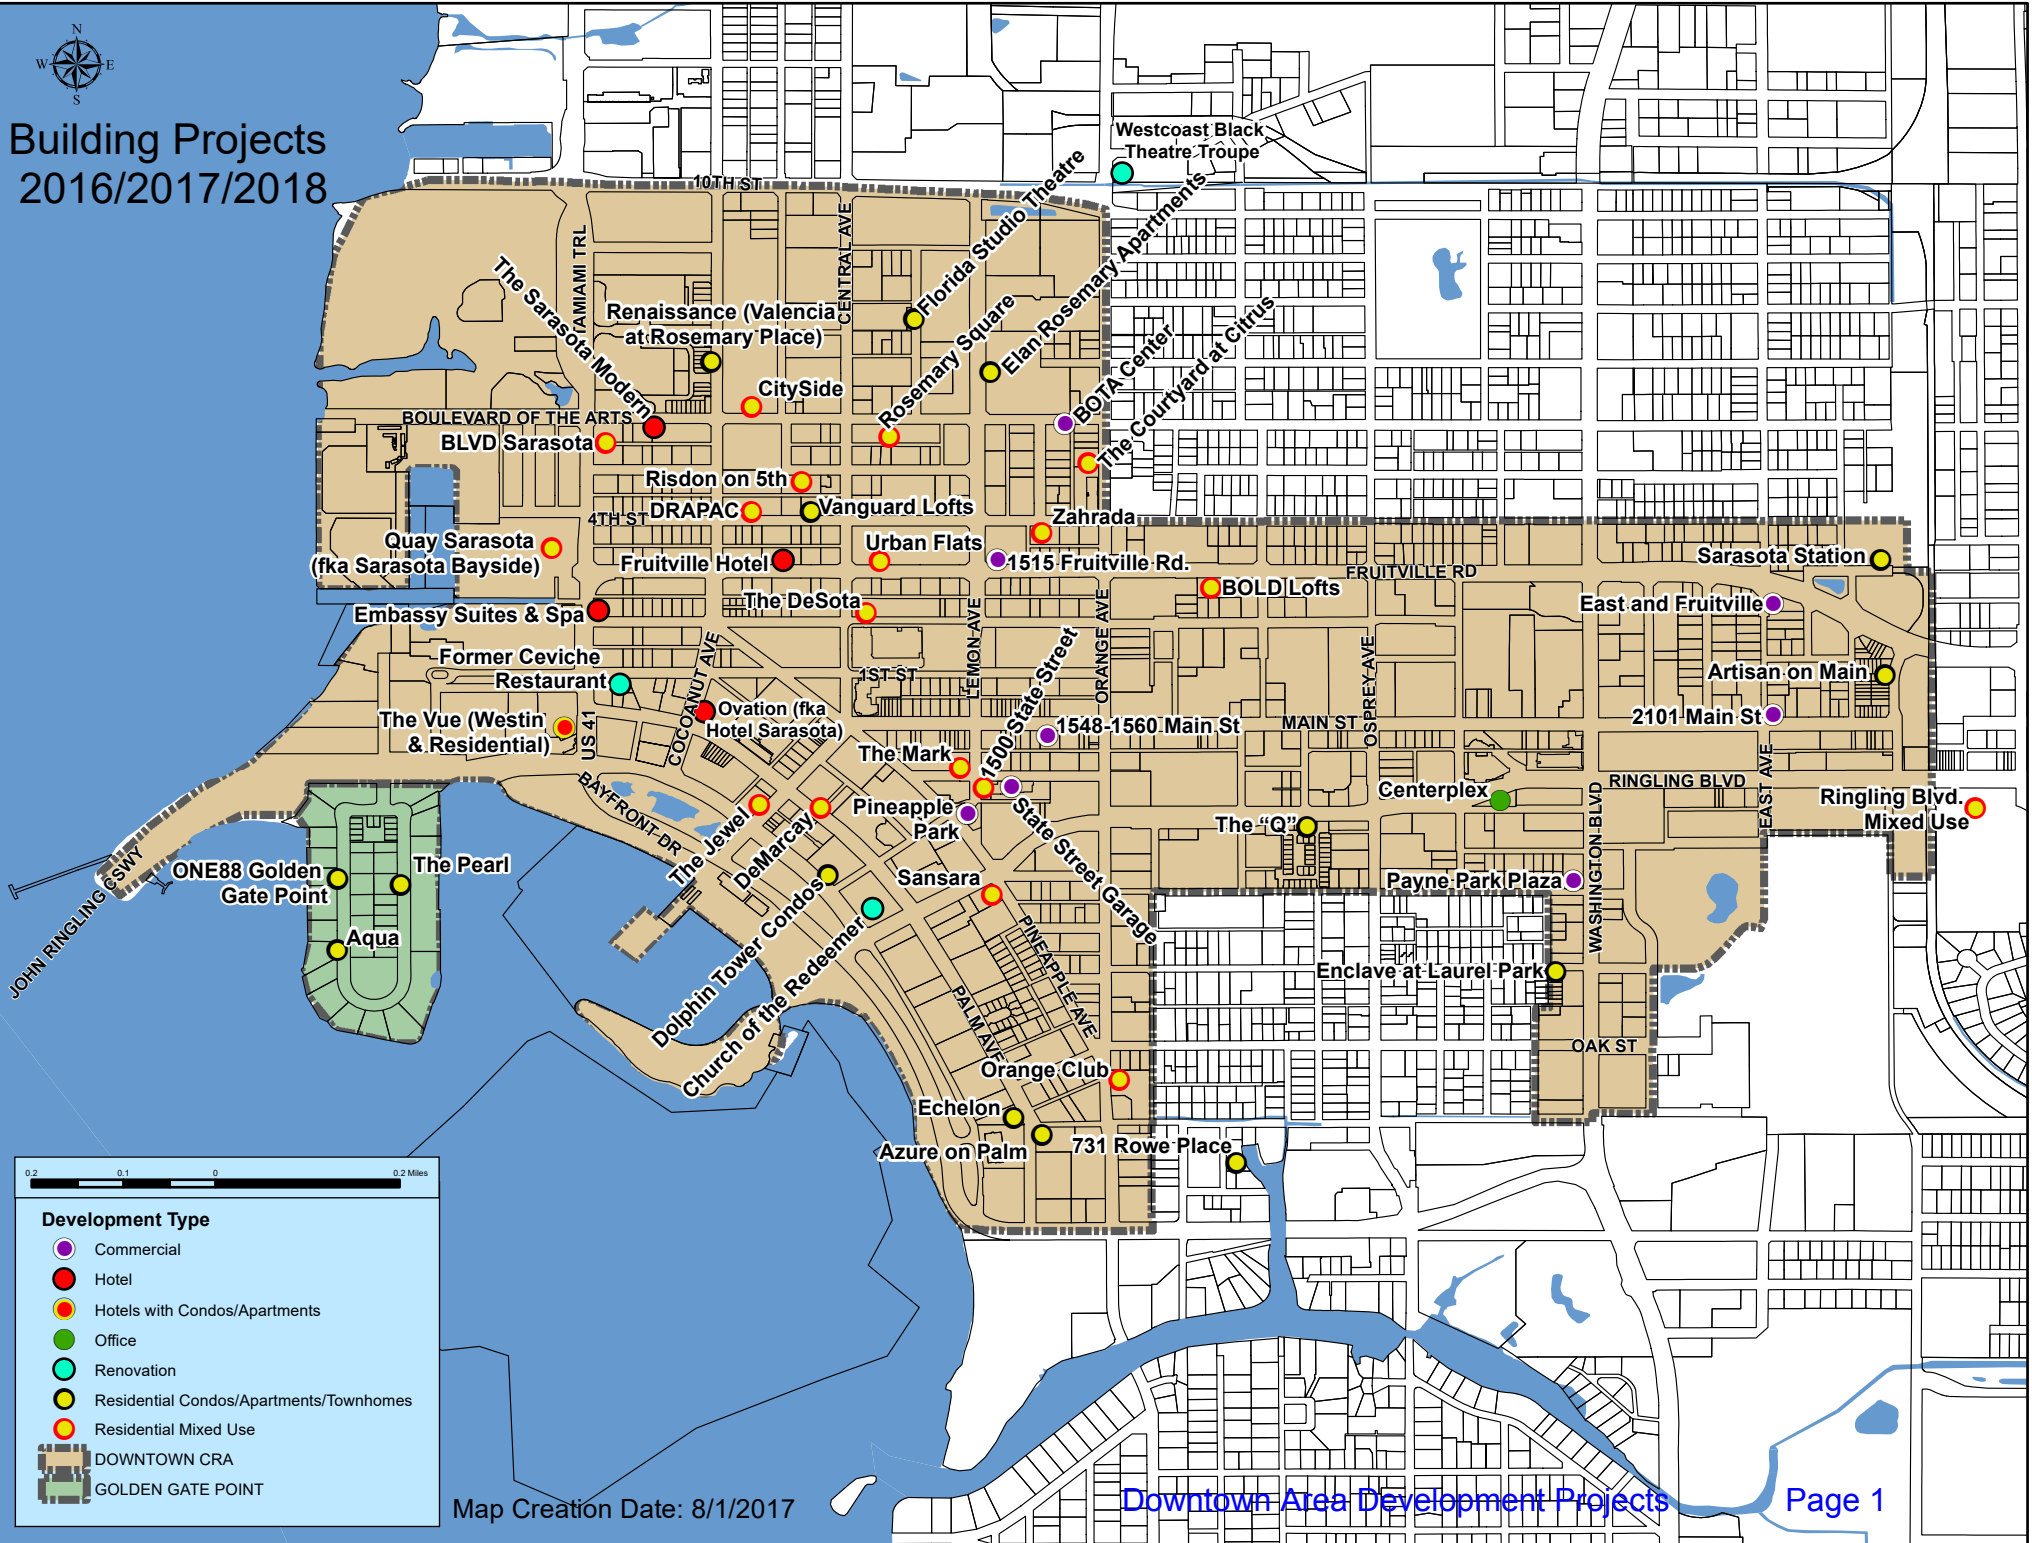 N
W E
S
Building Projects
2016/2017/2018
Westcoast Black
Theatre Troupe
10TH ST
TAMIAMI TRL
CENTRAL AVE
Florida Studio Theatre
Elan Rosemary Apartments
The Sarasota Modern
Renaissance (Valencia
at Rosemary Place)
Rosemary Square
BOTA Center
The Courtyard at Citrus
CitySide
BOULEVARD OF THE ARTS
BLVD Sarasota
Risdon on 5th
4TH ST
DRAPAC
Vanguard Lofts
Zahrada
Quay Sarasota
(fka Sarasota Bayside)
Urban Flats
Fruitville Hotel
1515 Fruitville Rd.
Sarasota Station
FRUITVILLE RD
BOLD Lofts
The DeSota
East and Fruitville
Embassy Suites & Spa
LEMON AVE
ORANGE AVE
Former Ceviche
Restaurant
COCOANUT AVE
1ST ST
1500 State Street
OSPREY AVE
Artisan on Main
Ovation (fka
Hotel Sarasota)
The Vue (Westin
& Residential)
US 41
1548-1560 Main St
MAIN ST
2101 Main St
The Mark
BAYFRONT DR
RINGLING BLVD
EAST AVE
Centerplex
WASHINGTON BLVD
Ringling Blvd.
Mixed Use
The Jewel
DeMarcay
Pineapple
Park
State Street Garage
The “Q”
JOHN RINGLING CSWY
ONE88 Golden
Gate Point
The Pearl
Sansara
Payne Park Plaza
Aqua
Dolphin Tower Condos
Church of the Redeemer
PINEAPPLE AVE
PALM AVE
Enclave at Laurel Park
OAK ST
Orange Club
Echelon
Azure on Palm
731 Rowe Place
0.2 0.1 0 0.2 Miles
Development Type
Commercial
Hotel
Hotels with Condos/Apartments
Office
Renovation
Residential Condos/Apartments/Townhomes
Residential Mixed Use
DOWNTOWN CRA
GOLDEN GATE POINT
Map Creation Date: 8/1/2017
Downtown Area Development Projects
Page 1